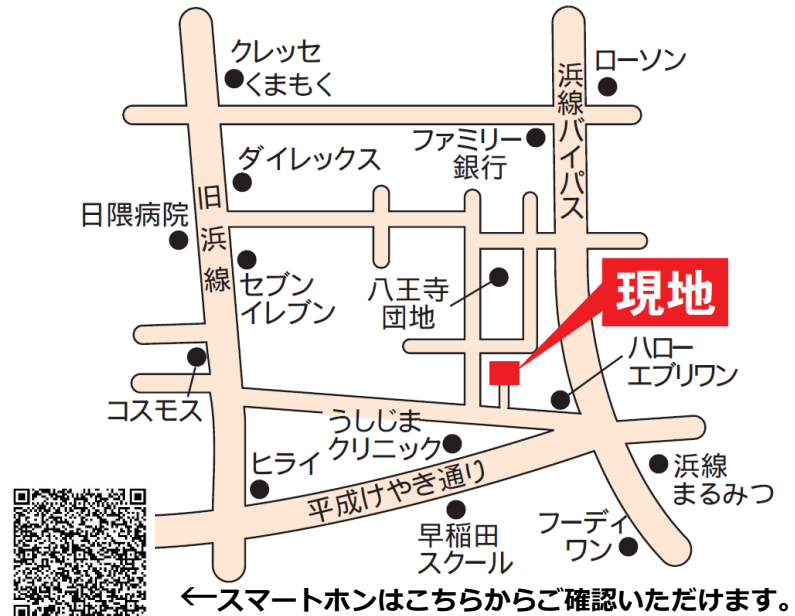 クレッセ
くまもく
ローソン
浜線バイパス
ファミリー
銀行
ダイレックス
旧浜線
日隈病院
セブン
イレブン
八王寺
団地
現地
ハロー
エブリワン
コスモス
うしじま
クリニック
ヒライ
平成けやき通り
浜線
まるみつ
早稲田
スクール
フーディ
ワン
←スマートホンはこちらからご確認いただけます。